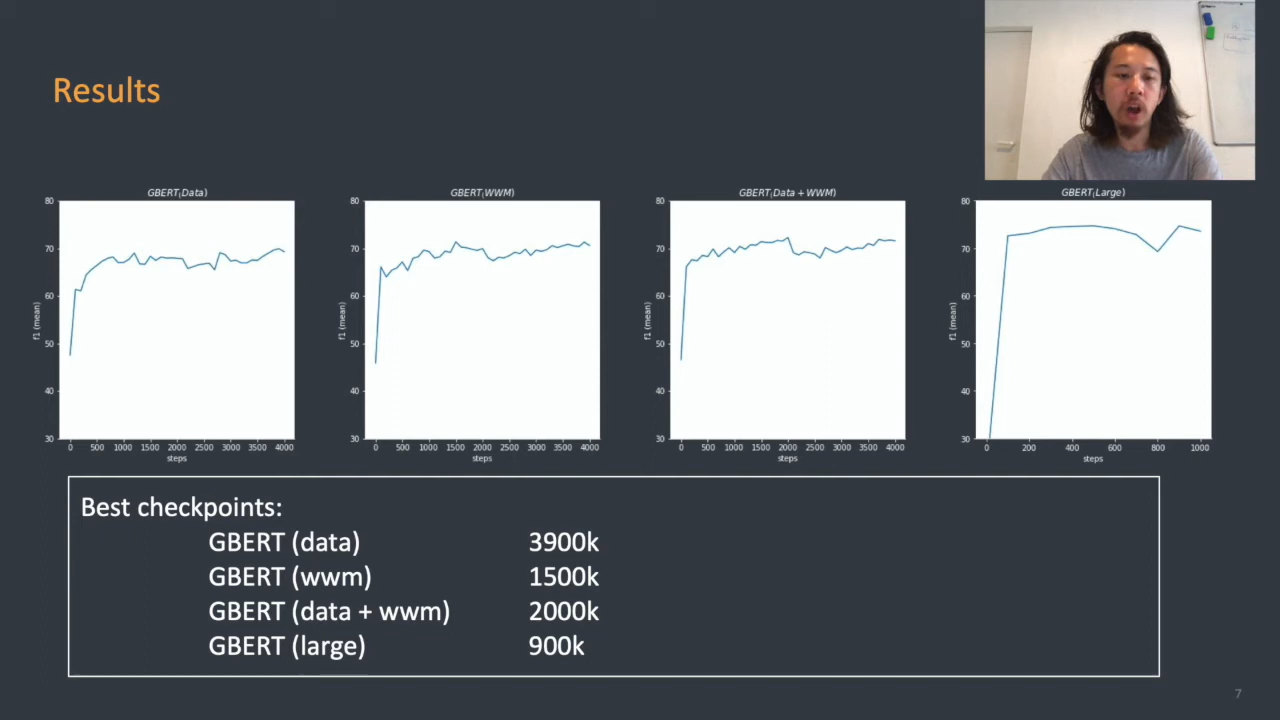 Results
GBERT(Data)
80
70
60
50
40
30
f1 (mean)
0 500 1000 1500 2000 2500 3000 3500 4000
steps
GBERT(WWM)
80
70
60
50
40
30
f1 (mean)
0 500 1000 1500 2000 2500 3000 3500 4000
steps
GBERT(Data + WWM)
80
70
60
50
40
30
f1 (mean)
0 500 1000 1500 2000 2500 3000 3500 4000
steps
GBERT(Large)
80
70
60
50
40
30
f1 (mean)
0 200 400 600 800 1000
steps
Best checkpoints:
GBERT (data) 3900k
GBERT (wwm) 1500k
GBERT (data + wwm) 2000k
GBERT (large) 900k
7